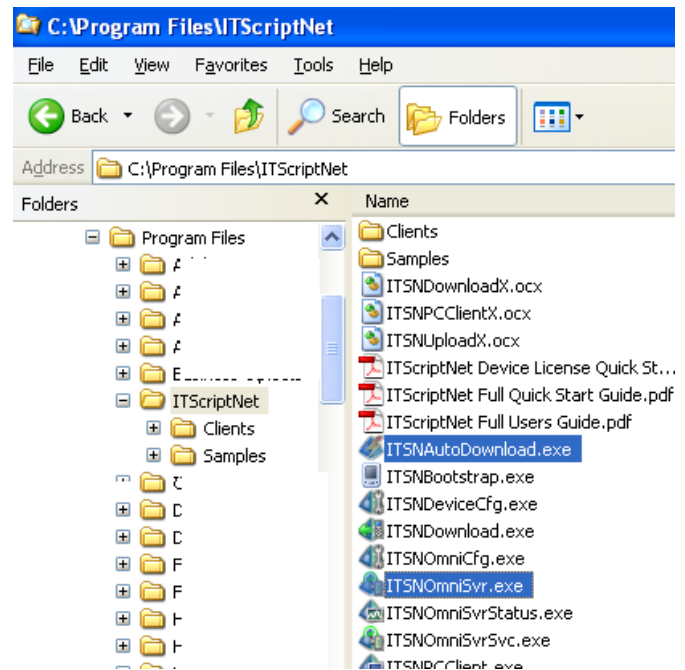 C:\Program Files\ITScriptNet
File Edit View Favorites Tools Help
Back Search Folders
Address C:\Program Files\ITScriptNet
Folders
Program Files
ITScriptNet
Clients
Samples
Name
Clients
Samples
ITSNDownloadX.ocx
ITSNPCClientX.ocx
ITSNUploadX.ocx
ITScriptNet Device License Quick St...
ITScriptNet Full Quick Start Guide.pdf
ITScriptNet Full Users Guide.pdf
ITSNAutoDownload.exe
ITSNBootstrap.exe
ITSNDeviceCfg.exe
ITSNDownload.exe
ITSNOmniCfg.exe
ITSNOmniSvr.exe
ITSNOmniSvrStatus.exe
ITSNOmniSvrSvc.exe
ITSNPCClient.exe